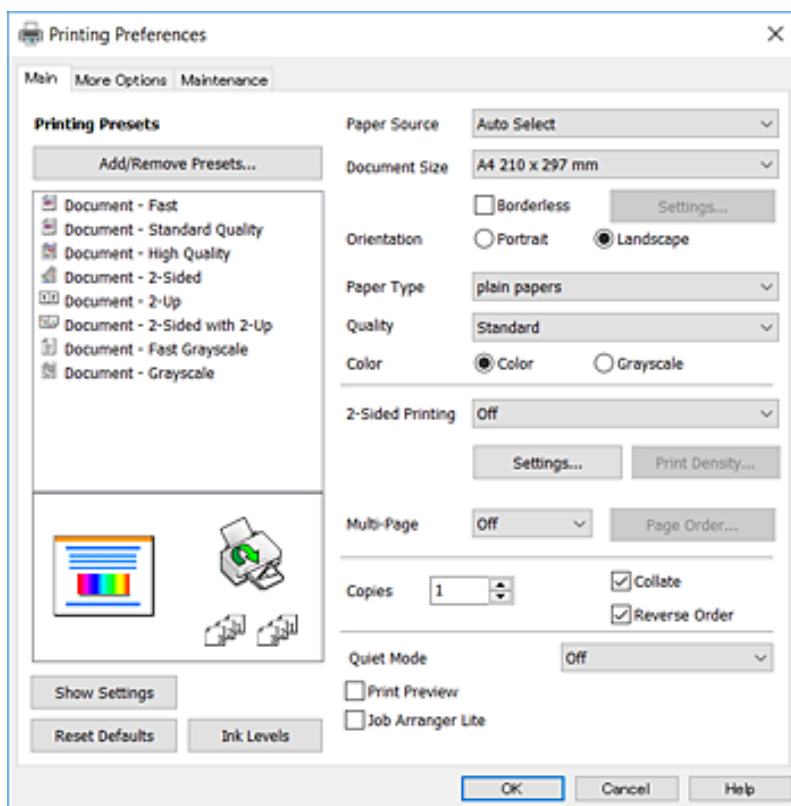 Printing Preferences
Main More Options Maintenance
Printing Presets
Add/Remove Presets...
Document - Fast
Document - Standard Quality
Document - High Quality
Document - 2-Sided
Document - 2-Up
Document - 2-Sided with 2-Up
Document - Fast Grayscale
Document - Grayscale
Show Settings
Reset Defaults Ink Levels
Paper Source Auto Select
Document Size A4 210 x 297 mm
Borderless Settings...
Orientation Portrait Landscape
Paper Type plain papers
Quality Standard
Color Color Grayscale
2-Sided Printing Off
Settings... Print Density...
Multi-Page Off Page Order...
Copies 1 Collate
Reverse Order
Quiet Mode Off
Print Preview
Job Arranger Lite
OK Cancel Help